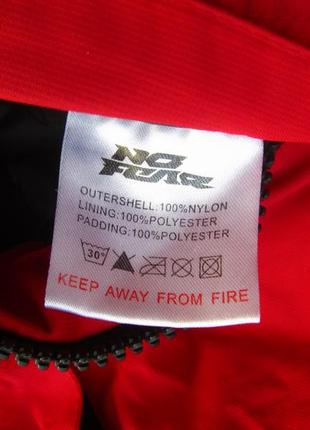 NO
FEAR
OUTERSHELL:100%NYLON
LINING:100%POLYESTER
PADDING:100%POLYESTER
30°
KEEP AWAY FROM FIRE